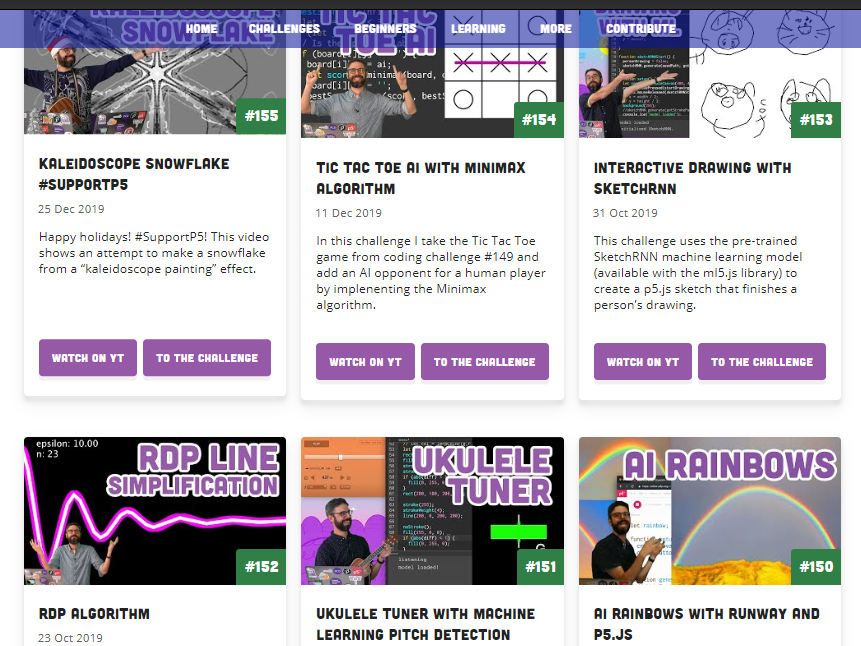 HOME CHALLENGES BEGINNERS LEARNING MORE CONTRIBUTE
SNOWFLAKE
#155
TIC TAC
TOE AI
board[i] = ai;
#154
#153
KALEIDOSCOPE SNOWFLAKE
#SUPPORTP5
25 Dec 2019
Happy holidays! #SupportP5! This video
shows an attempt to make a snowflake
from a “kaleidoscope painting” effect.
WATCH ON YT
TO THE CHALLENGE
TIC TAC TOE AI WITH MINIMAX
ALGORITHM
11 Dec 2019
In this challenge I take the Tic Tac Toe
game from coding challenge #149 and
add an AI opponent for a human player
by implenenting the Minimax
algorithm.
WATCH ON YT
TO THE CHALLENGE
INTERACTIVE DRAWING WITH
SKETCHRNN
31 Oct 2019
This challenge uses the pre-trained
SketchRNN machine learning model
(available with the ml5.js library) to
create a p5.js sketch that finishes a
person’s drawing.
WATCH ON YT
TO THE CHALLENGE
epsilon: 10.00
n: 23
RDP LINE
SIMPLIFICATION
#152
RDP ALGORITHM
23 Oct 2019
UKULELE
TUNER
listening
model loaded!
#151
UKULELE TUNER WITH MACHINE
LEARNING PITCH DETECTION
AI RAINBOWS
let rainbow;
#150
AI RAINBOWS WITH RUNWAY AND
P5.JS